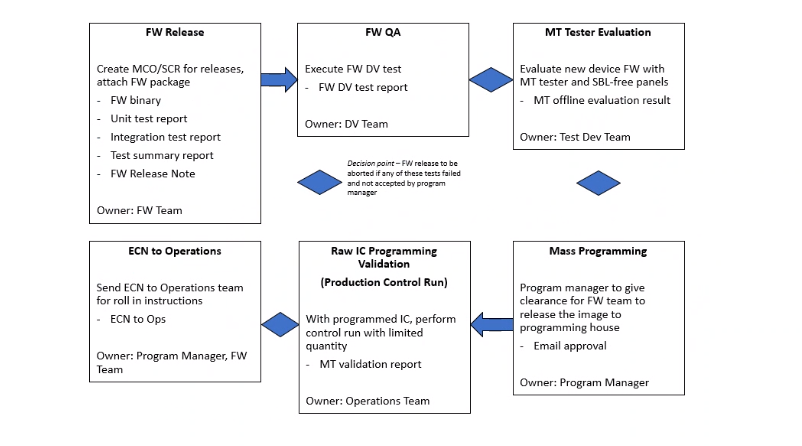 FW Release
Create MCO/SCR for releases,
attach FW package
- FW binary
- Unit test report
- Integration test report
- Test summary report
- FW Release Note
Owner: FW Team
FW QA
Execute FW DV test
- FW DV test report
Owner: DV Team
MT Tester Evaluation
Evaluate new device FW with
MT tester and SBL-free panels
- MT offline evaluation result
Owner: Test Dev Team
Decision point – FW release to be
aborted if any of these tests failed
and not accepted by program
manager
ECN to Operations
Send ECN to Operations team
for roll in instructions
- ECN to Ops
Owner: Program Manager, FW
Team
Raw IC Programming
Validation
(Production Control Run)
With programmed IC, perform
control run with limited
quantity
- MT validation report
Owner: Operations Team
Mass Programming
Program manager to give
clearance for FW team to
release the image to
programming house
- Email approval
Owner: Program Manager